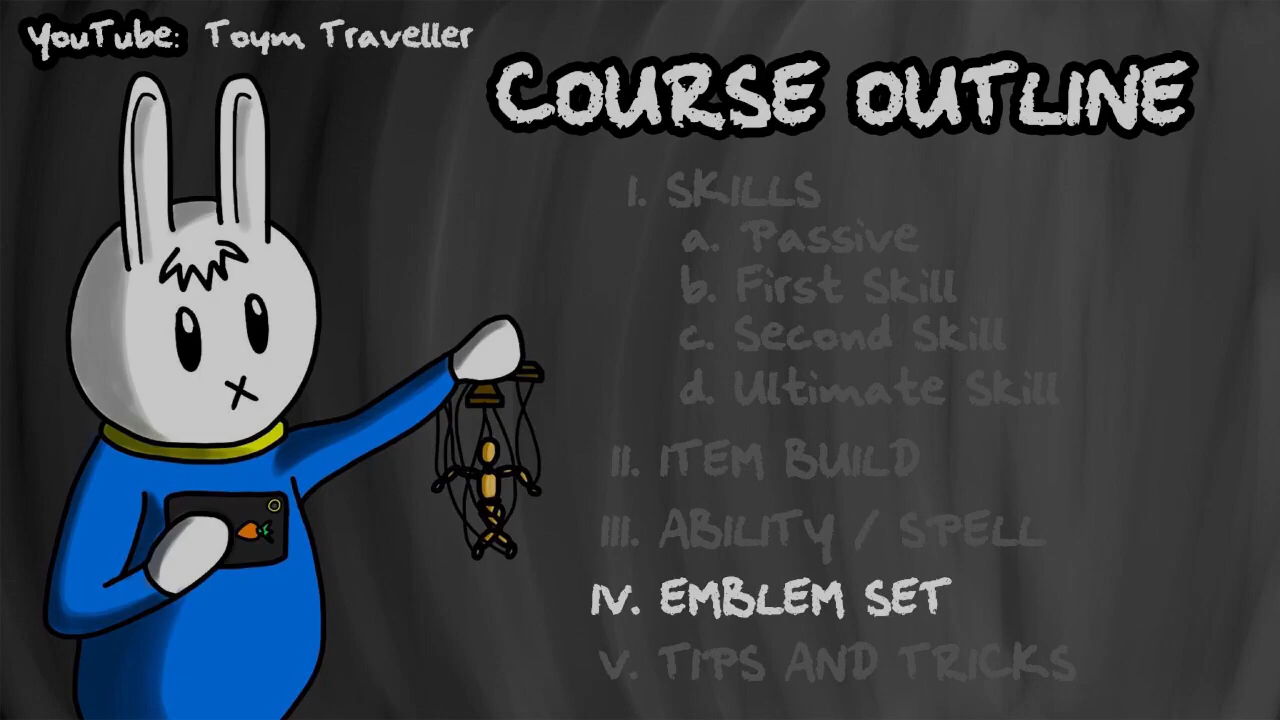 YouTube: Toym Traveller
COURSE OUTLINE
I. SKILLS
a. Passive
b. First Skill
c. Second Skill
d. Ultimate Skill
II. ITEM BUILD
III. ABILITY / SPELL
IV. EMBLEM SET
V. TIPS AND TRICKS